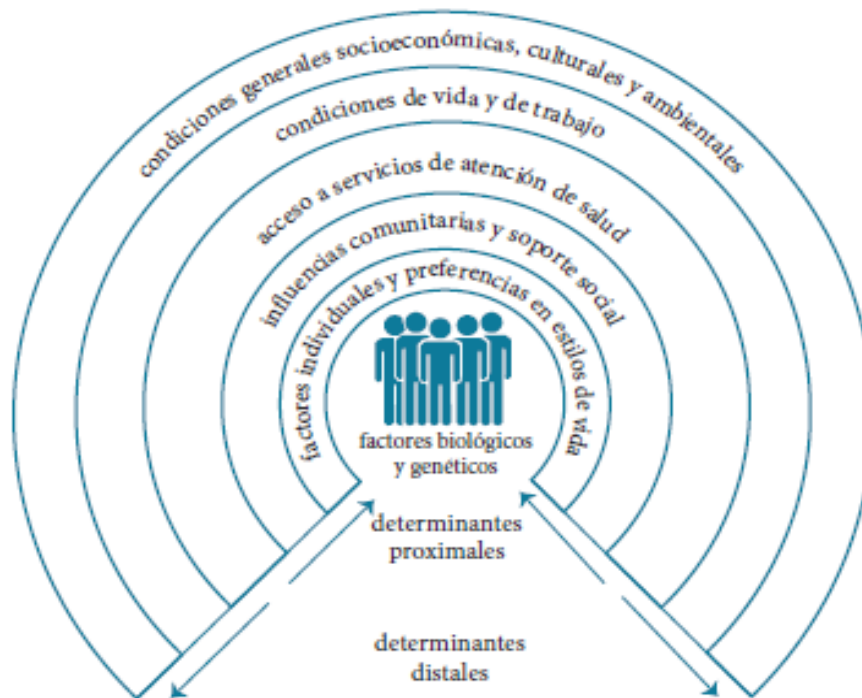 condiciones generales socioeconómicas, culturales y ambientales
condiciones de vida y de trabajo
acceso a servicios de atención de salud
influencias comunitarias y soporte social
factores individuales y preferencias en estilos de vida
factores biológicos
y genéticos
determinantes
proximales
determinantes
distales